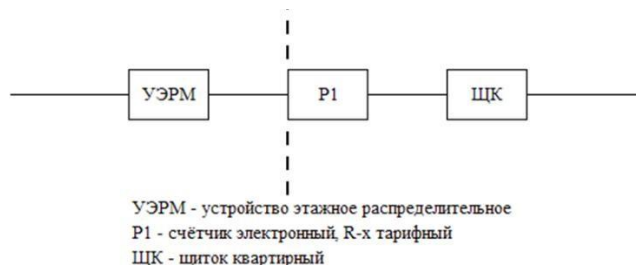 УЭРМ Р1 ЩК
УЭРМ - устройство этажное распределительное
Р1 - счётчик электронный, R-х тарифный
ЩК - щиток квартирный